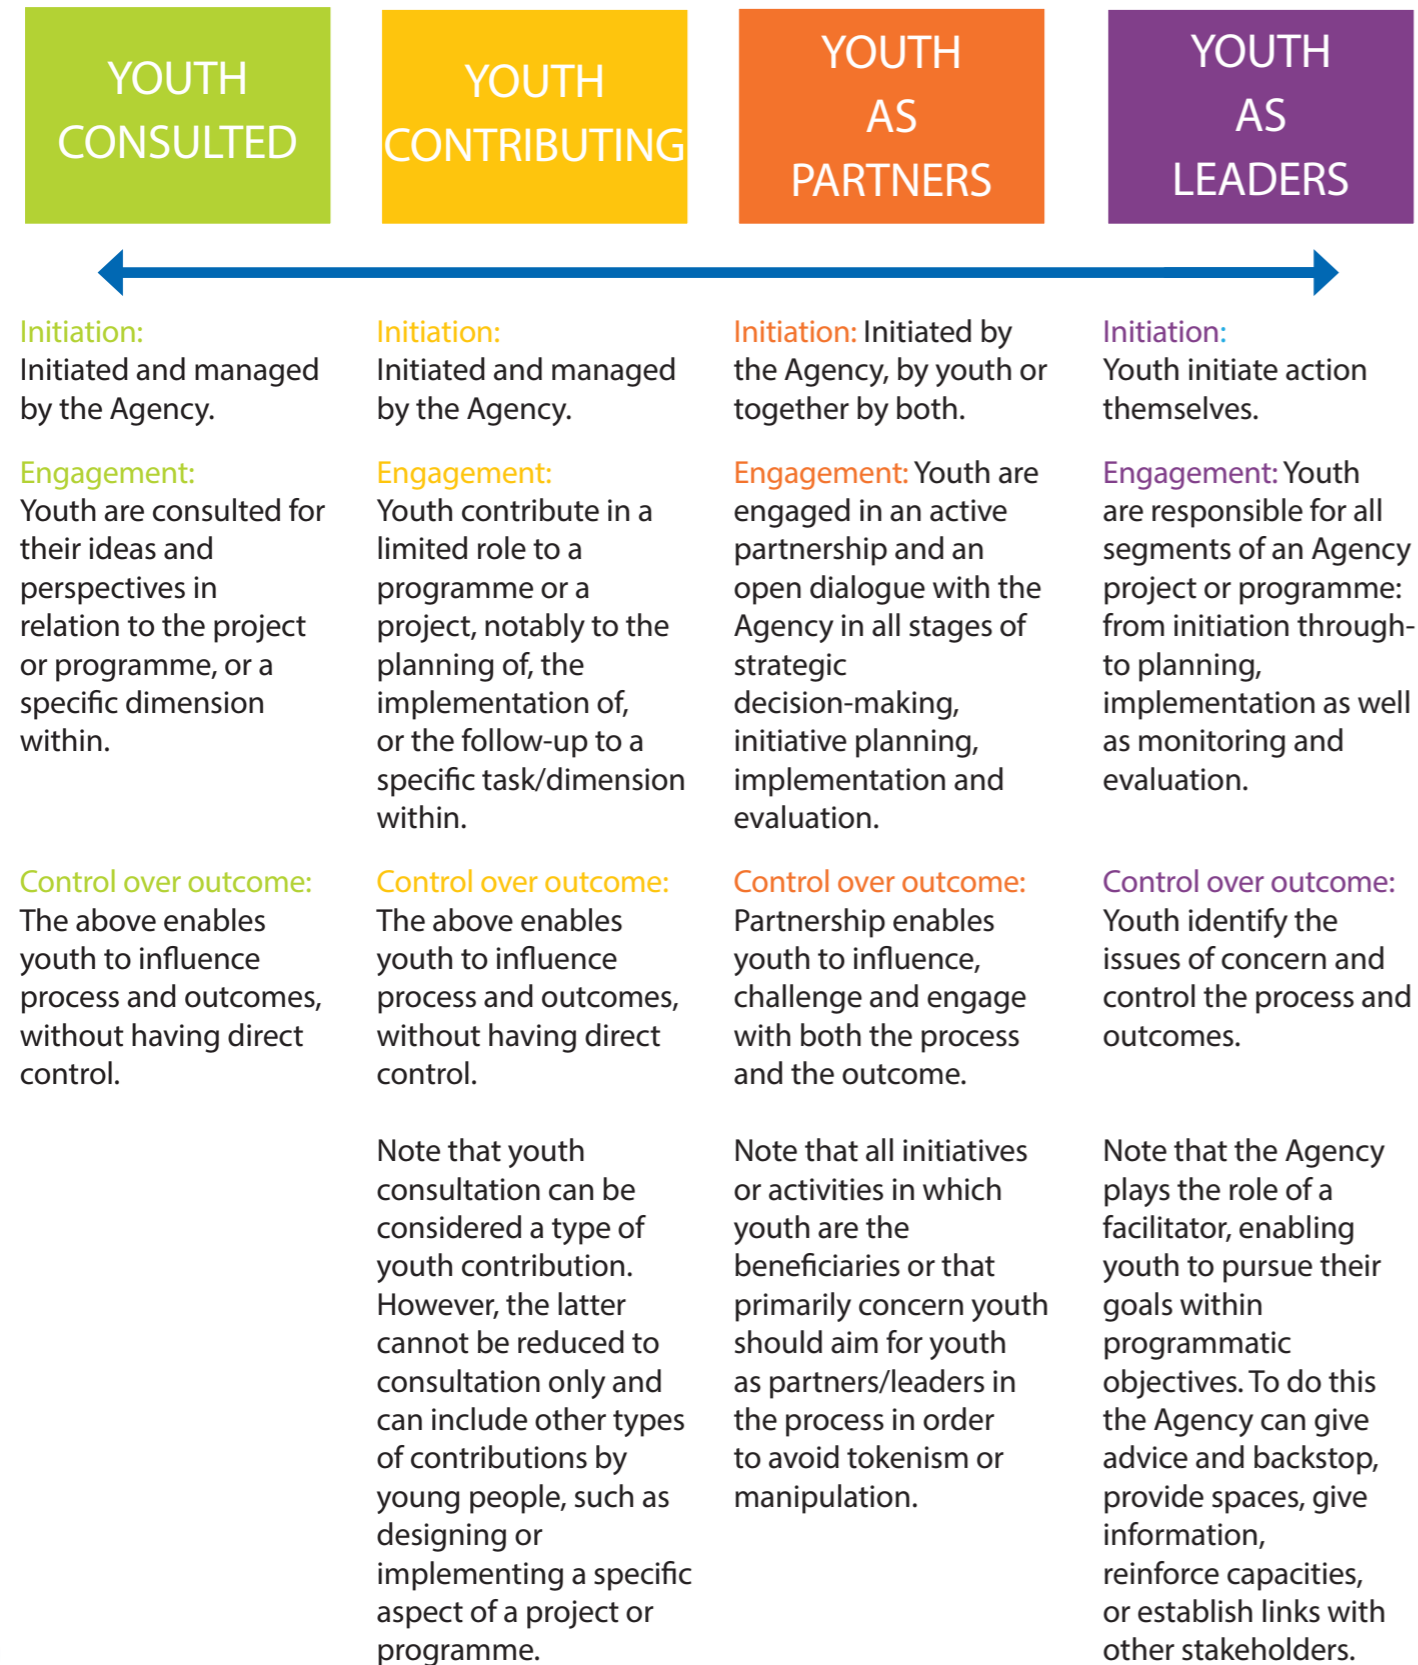 YOUTH
CONSULTED
YOUTH
CONTRIBUTING
YOUTH
AS
PARTNERS
YOUTH
AS
LEADERS
Initiation:
Initiated and managed
by the Agency.
Engagement:
Youth are consulted for
their ideas and
perspectives in
relation to the project
or programme, or a
specific dimension
within.
Control over outcome:
The above enables
youth to influence
process and outcomes,
without having direct
control.
Initiation:
Initiated and managed
by the Agency.
Engagement:
Youth contribute in a
limited role to a
programme or a
project, notably to the
planning of, the
implementation of,
or the follow-up to a
specific task/dimension
within.
Control over outcome:
The above enables
youth to influence
process and outcomes,
without having direct
control.
Note that youth
consultation can be
considered a type of
youth contribution.
However, the latter
cannot be reduced to
consultation only and
can include other types
of contributions by
young people, such as
designing or
implementing a specific
aspect of a project or
programme.
Initiation: Initiated by
the Agency, by youth or
together by both.
Engagement: Youth are
engaged in an active
partnership and an
open dialogue with the
Agency in all stages of
strategic
decision-making,
initiative planning,
implementation and
evaluation.
Control over outcome:
Partnership enables
youth to influence,
challenge and engage
with both the process
and the outcome.
Note that all initiatives
or activities in which
youth are the
beneficiaries or that
primarily concern youth
should aim for youth
as partners/leaders in
the process in order
to avoid tokenism or
manipulation.
Initiation:
Youth initiate action
themselves.
Engagement: Youth
are responsible for all
segments of an Agency
project or programme:
from initiation through-
to planning,
implementation as well
as monitoring and
evaluation.
Control over outcome:
Youth identify the
issues of concern and
control the process and
outcomes.
Note that the Agency
plays the role of a
facilitator, enabling
youth to pursue their
goals within
programmatic
objectives. To do this
the Agency can give
advice and backstop,
provide spaces, give
information,
reinforce capacities,
or establish links with
other stakeholders.